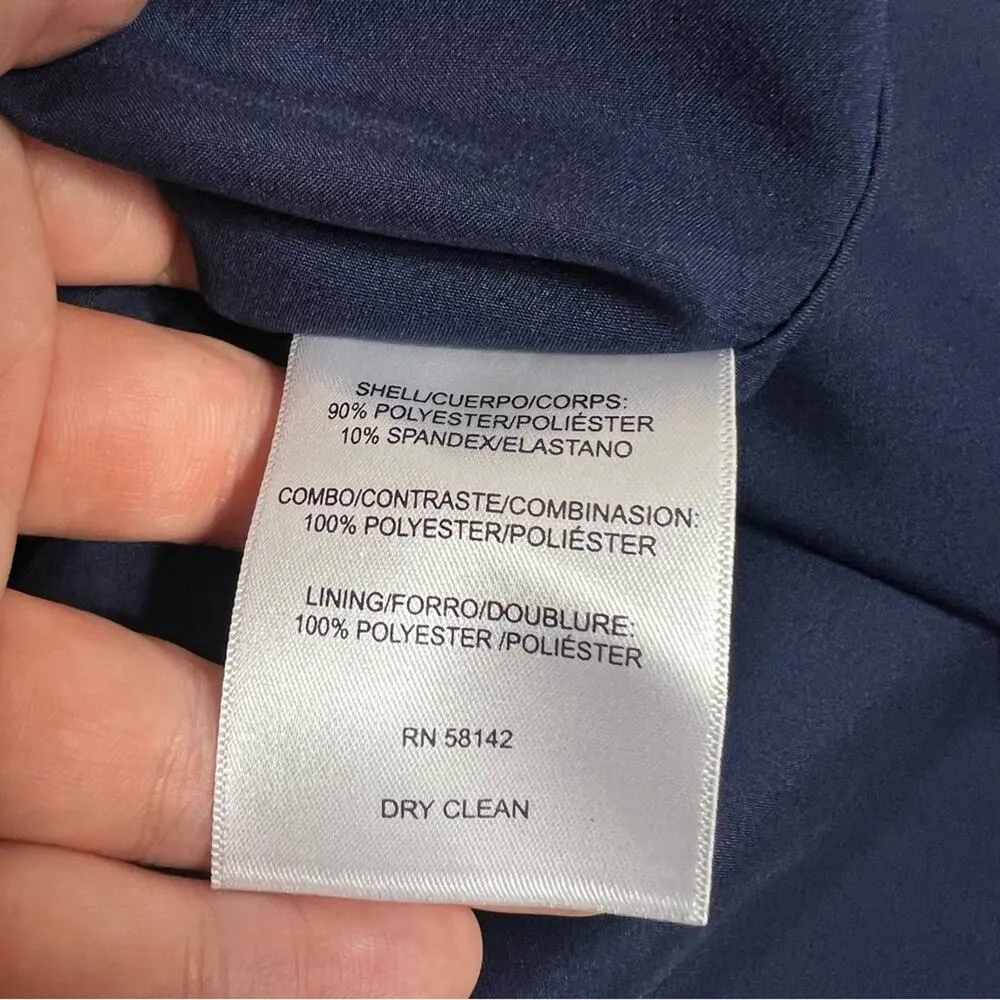 SHELL/CUERPO/CORPS:
90% POLYESTER/POLIÉSTER
10% SPANDEX/ELASTANO
COMBO/CONTRASTE/COMBINASION:
100% POLYESTER/POLIÉSTER
LINING/FORRO/DOUBLURE:
100% POLYESTER /POLIÉSTER
RN 58142
DRY CLEAN